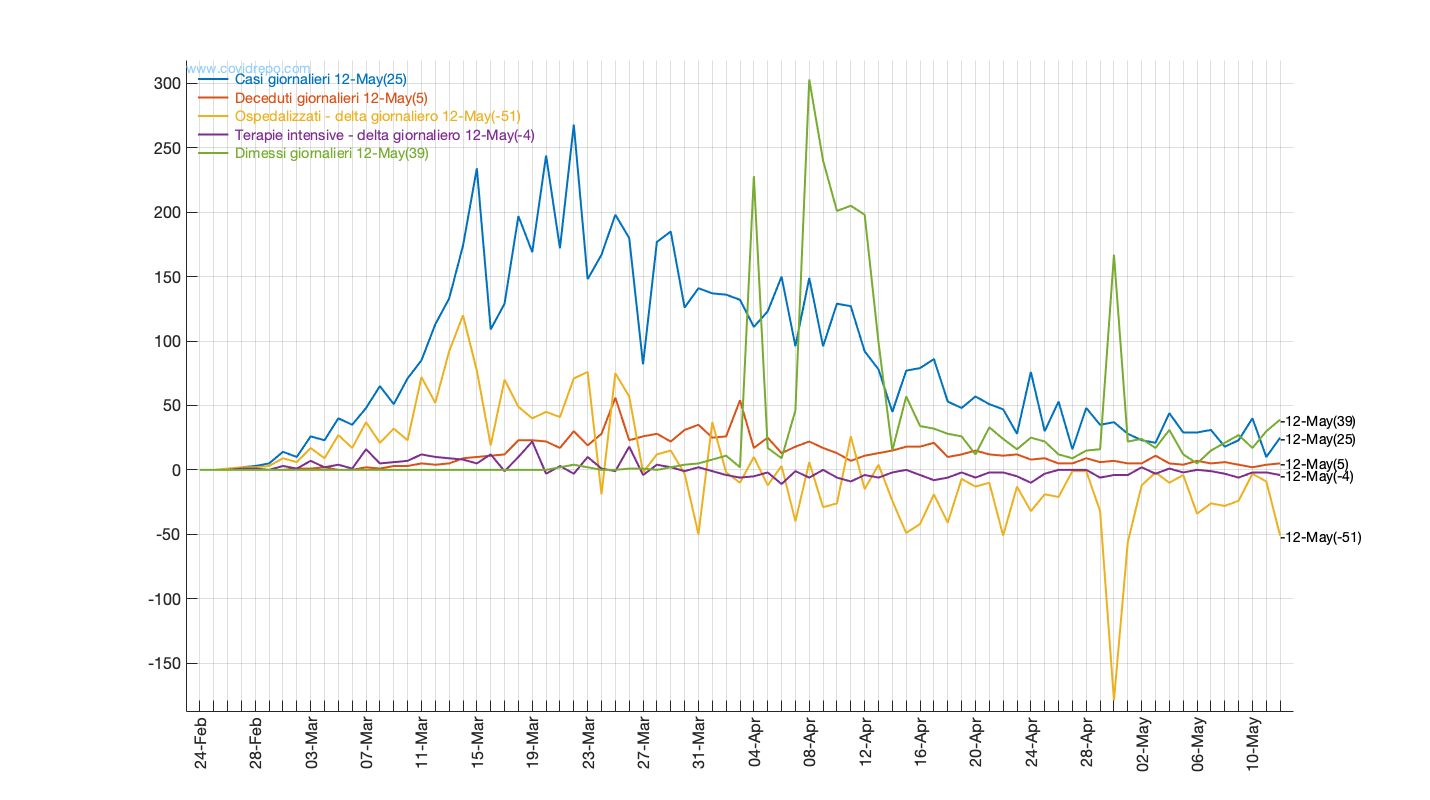 www.covidrepo.com
Casi giornalieri 12-May(25)
Deceduti giornalieri 12-May(5)
Ospedalizzati - delta giornaliero 12-May(-51)
Terapie intensive - delta giornaliero 12-May(-4)
Dimessi giornalieri 12-May(39)
300
250
200
150
100
50
0
-50
-100
-150
12-May(39)
12-May(25)
12-May(5)
12-May(-4)
12-May(-51)
24-Feb
28-Feb
03-Mar
07-Mar
11-Mar
15-Mar
19-Mar
23-Mar
27-Mar
31-Mar
04-Apr
08-Apr
12-Apr
16-Apr
20-Apr
24-Apr
28-Apr
02-May
06-May
10-May